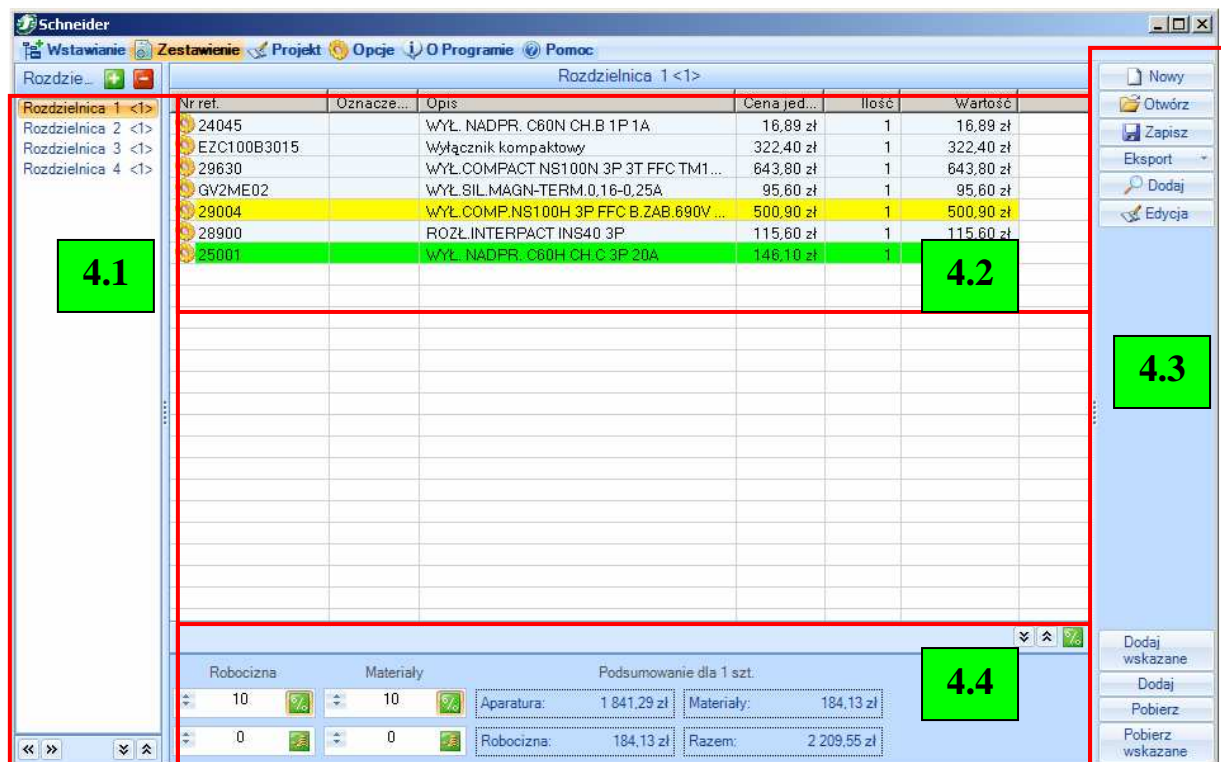 Schneider
Wstawianie Zestawienie Projekt Opcje O Programie Pomoc
Rozdzie... Rozdzielnica 1 <1> Nowy
Rozdzielnica 1 <1> Nr ref. Oznacze... Opis Cena jed... Ilość Wartość Otwórz
Rozdzielnica 2 <1> 24045 WYŁ. NADPR. C60N CH.B 1P 1A 16,89 zł 1 16,89 zł Zapisz
Rozdzielnica 3 <1> EZC100B3015 Wyłącznik kompaktowy 322,40 zł 1 322,40 zł Eksport
Rozdzielnica 4 <1> 29630 WYŁ.COMPACT NS100N 3P 3T FFC TM1... 643,80 zł 1 643,80 zł
GV2ME02 WYŁ.SIL.MAGN-TERM.0,16-0,25A 95,60 zł 1 95,60 zł Dodaj
29004 WYŁ.COMP.NS100H 3P FFC B.ZAB.690V ... 500,90 zł 1 500,90 zł Edycja
28900 ROZŁ.INTERPACT INS40 3P 115,60 zł 1 115,60 zł
25001 WYŁ. NADPR. C60H CH.C 3P 20A 146,10 zł 1
4.1 4.2
4.3
Dodaj wskazane
Robocizna Materiały Podsumowanie dla 1 szt. 4.4 Dodaj
10 10 Aparatura: 1 841,29 zł Materiały: 184,13 zł Pobierz
0 0 Robocizna: 184,13 zł Razem: 2 209,55 zł Pobierz wskazane